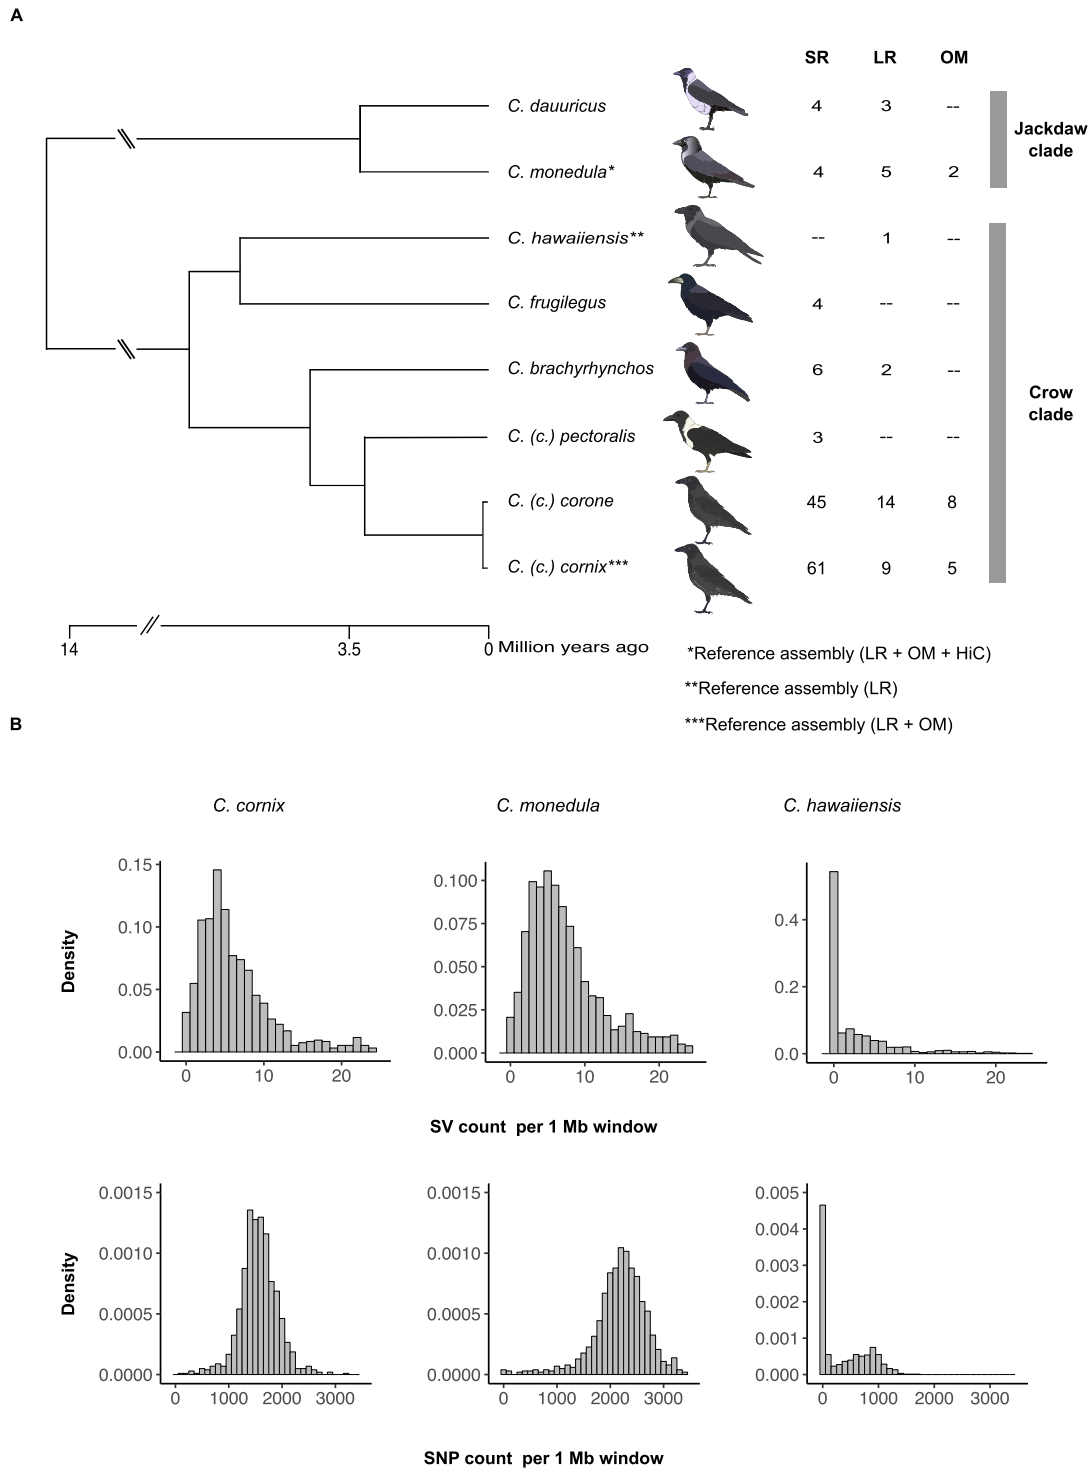 A
SR LR OM
C. dauuricus 4 3 --
Jackdaw
clade
C. monedula* 4 5 2
C. hawaiiensis** -- 1 --
C. frugilegus 4 -- --
C. brachyrhynchos 6 2 --
Crow
clade
C. (c.) pectoralis 3 -- --
C. (c.) corone 45 14 8
C. (c.) cornix*** 61 9 5
14 3.5 0 Million years ago
*Reference assembly (LR + OM + HiC)
**Reference assembly (LR)
***Reference assembly (LR + OM)
B
C. cornix C. monedula C. hawaiiensis
Density
0.15
0.10
0.05
0.00
0 10 20
0.100
0.075
0.050
0.025
0.000
0 10 20
0.4
0.2
0.0
0 10 20
SV count per 1 Mb window
Density
0.0015
0.0010
0.0005
0.0000
0 1000 2000 3000
0.0015
0.0010
0.0005
0.0000
0 1000 2000 3000
0.005
0.004
0.003
0.002
0.001
0.000
0 1000 2000 3000
SNP count per 1 Mb window